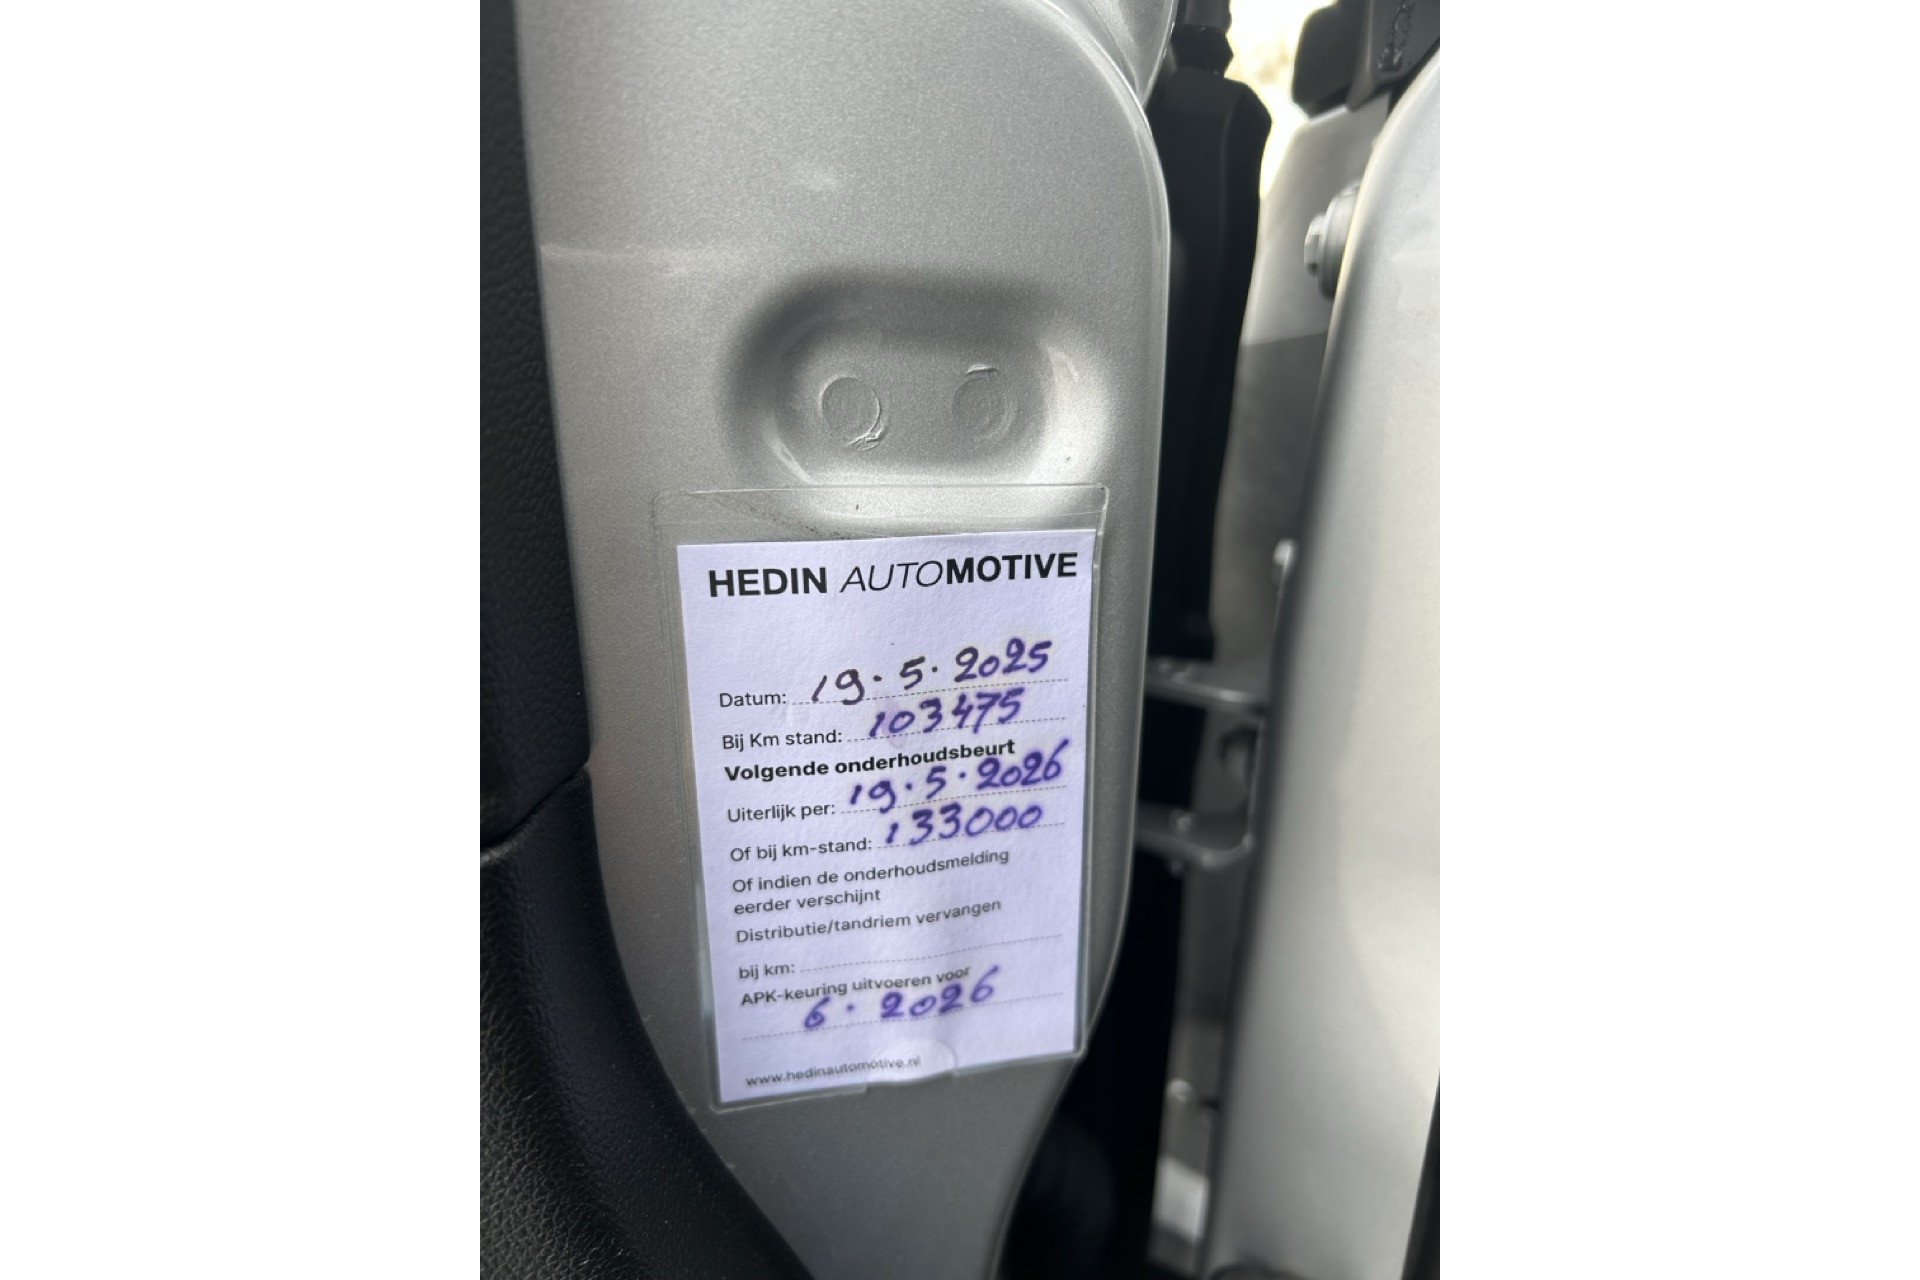 HEDIN AUTOMOTIVE
Datum: 19.5.2025
Bij Km stand: 103475
Volgende onderhoudsbeurt
Uiterlijk per: 19.5.2026
Of bij km-stand: 133000
Of indien de onderhoudsmelding
eerder verschijnt
Distributie/tandriem vervangen
bij km:
APK-keuring uitvoeren voor
6.2026
www.hedinautomotive.nl